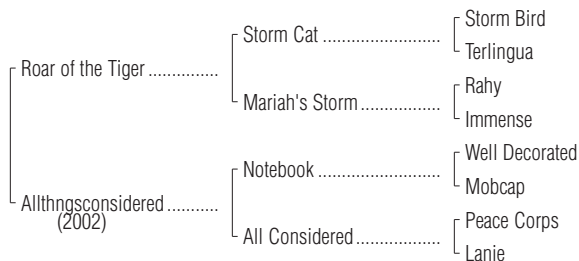 Storm Bird
Storm Cat ........................
Terlingua
Roar of the Tiger ..............
Rahy
Mariah's Storm ................
Immense
Well Decorated
Notebook ........................
Mobcap
Allthngsconsidered ..........
(2002)
Peace Corps
All Considered .................
Lanie